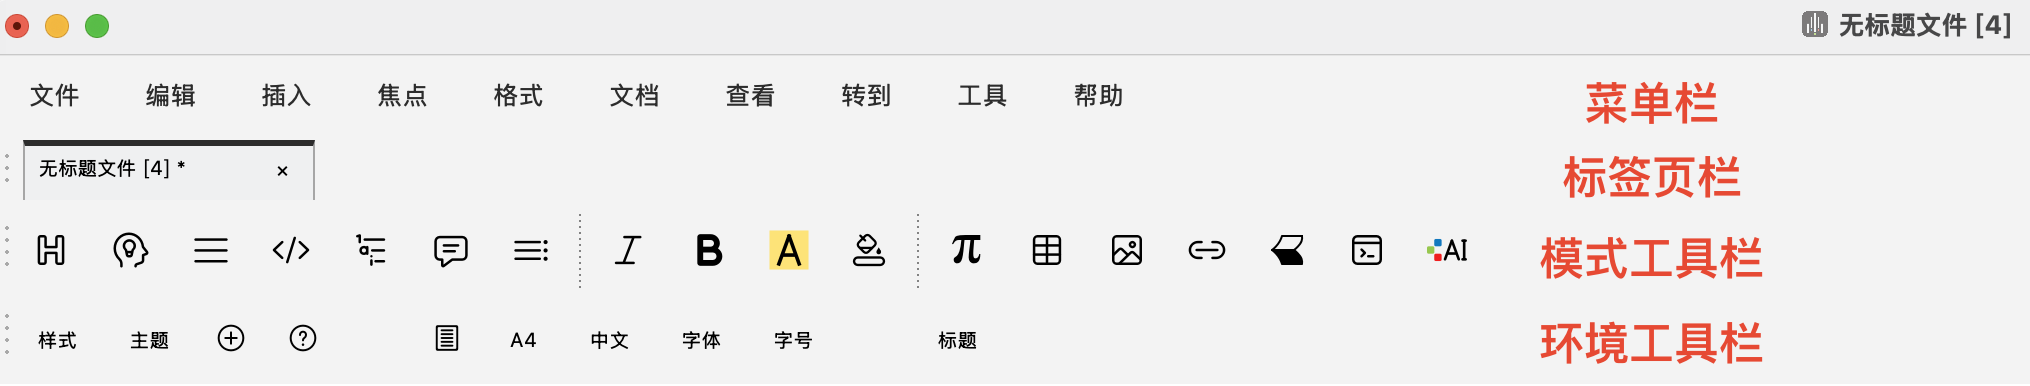 无标题文件 [4]
文件 编辑 插入 焦点 格式 文档 查看 转到 工具 帮助 菜单栏
无标题文件 [4] * × 标签页栏
H </> I B A π AI 模式工具栏
样式 主题 A4 中文 字体 字号 标题 环境工具栏